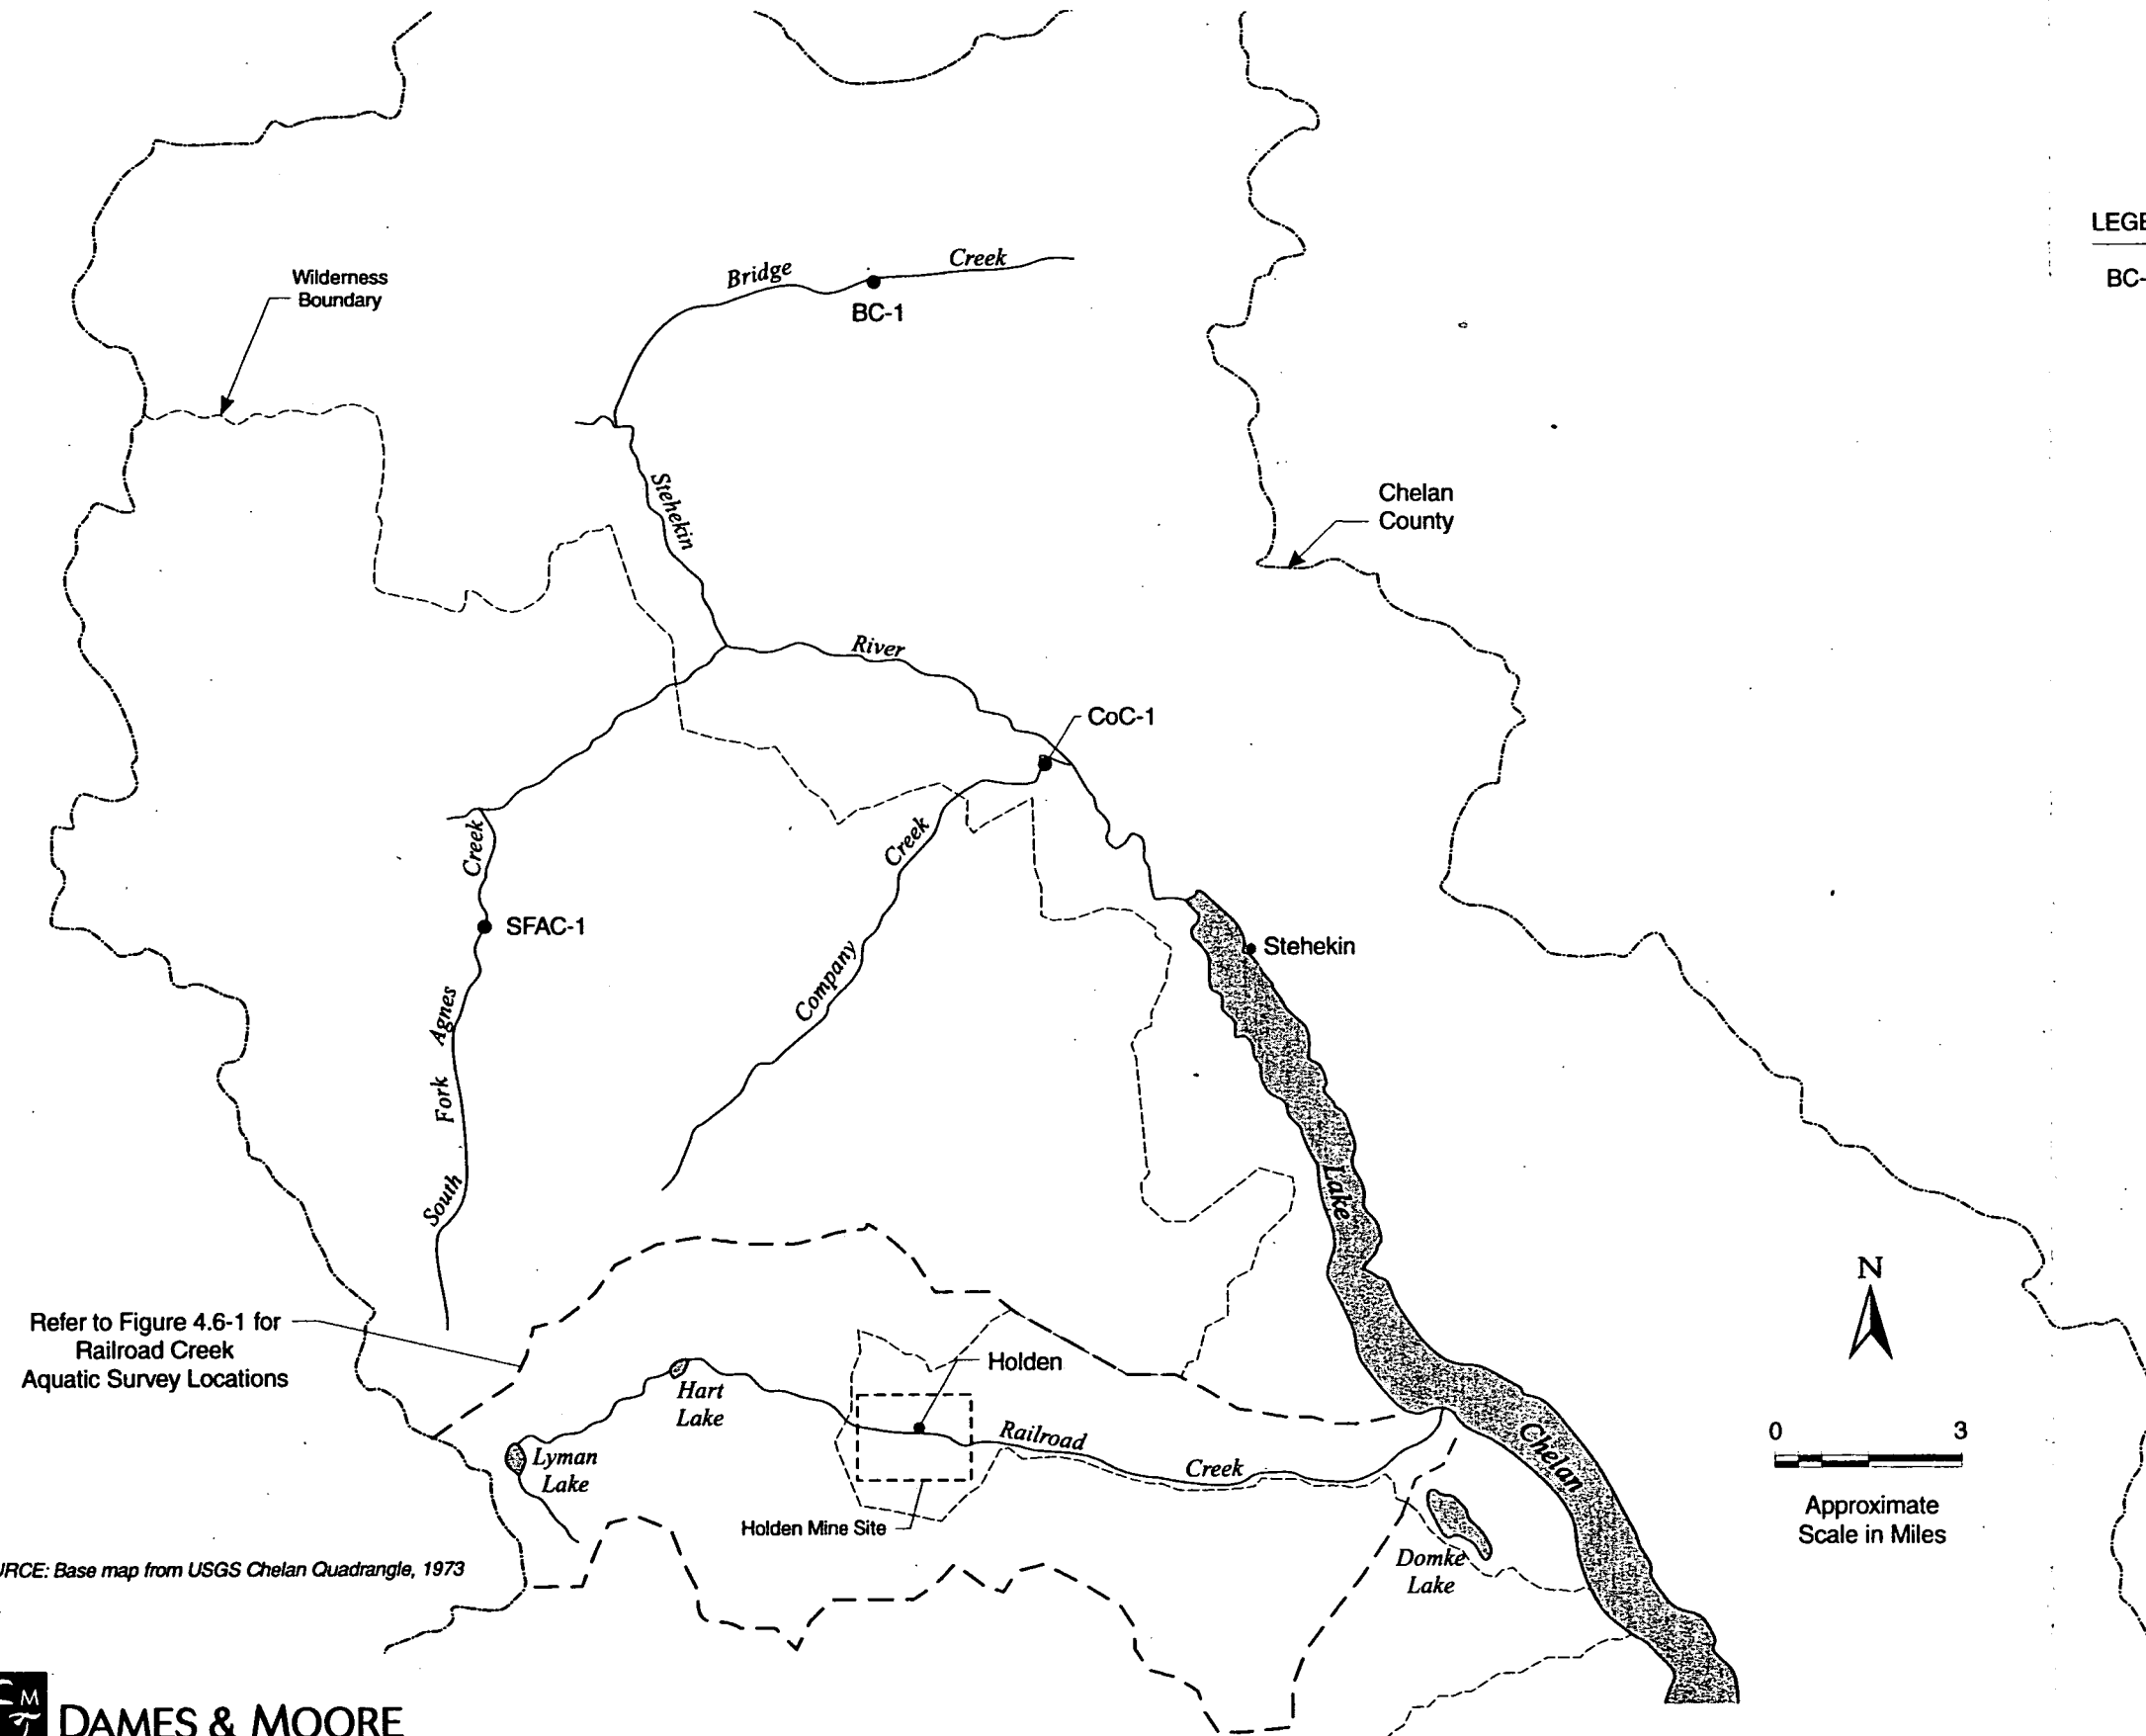 LEGE
BC-
Bridge Creek
BC-1
Wilderness
Boundary
Stehekin River
Chelan
County
CoC-1
Company Creek
South Fork Agnes Creek
SFAC-1
Stehekin
Lake Chelan
Refer to Figure 4.6-1 for
Railroad Creek
Aquatic Survey Locations
Hart
Lake
Lyman
Lake
Holden
Railroad Creek
Holden Mine Site
Domke
Lake
N
0 3
Approximate
Scale in Miles
URCE: Base map from USGS Chelan Quadrangle, 1973
M
DAMES & MOORE